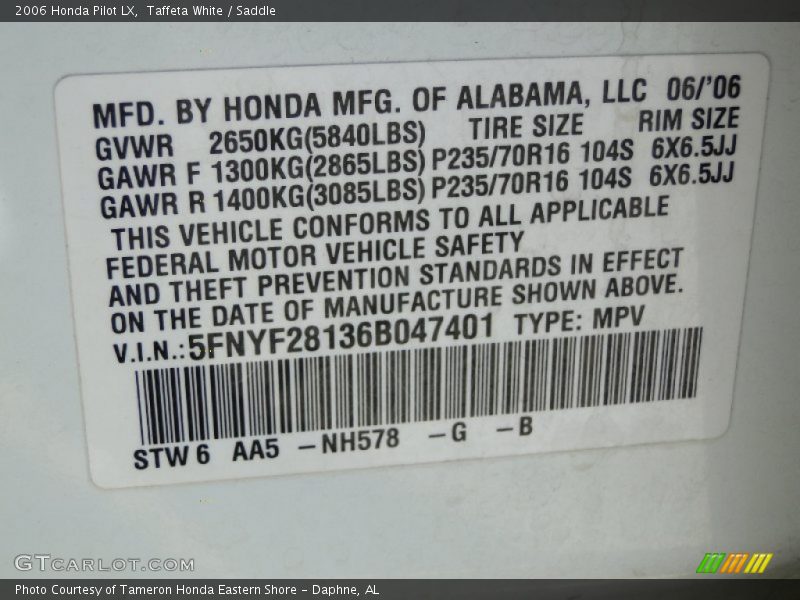 2006 Honda Pilot LX,  Taffeta White / Saddle
MFD. BY HONDA MFG. OF ALABAMA, LLC 06/'06
GVWR 2650KG(5840LBS) TIRE SIZE RIM SIZE
GAWR F 1300KG(2865LBS) P235/70R16 104S 6X6.5JJ
GAWR R 1400KG(3085LBS) P235/70R16 104S 6X6.5JJ
THIS VEHICLE CONFORMS TO ALL APPLICABLE
FEDERAL MOTOR VEHICLE SAFETY
AND THEFT PREVENTION STANDARDS IN EFFECT
ON THE DATE OF MANUFACTURE SHOWN ABOVE.
V.I.N.:5FNYF28136B047401 TYPE: MPV
STW6 AA5 –NH578 –G –B
GTCARLOT.COM
Photo Courtesy of Tameron Honda Eastern Shore – Daphne, AL